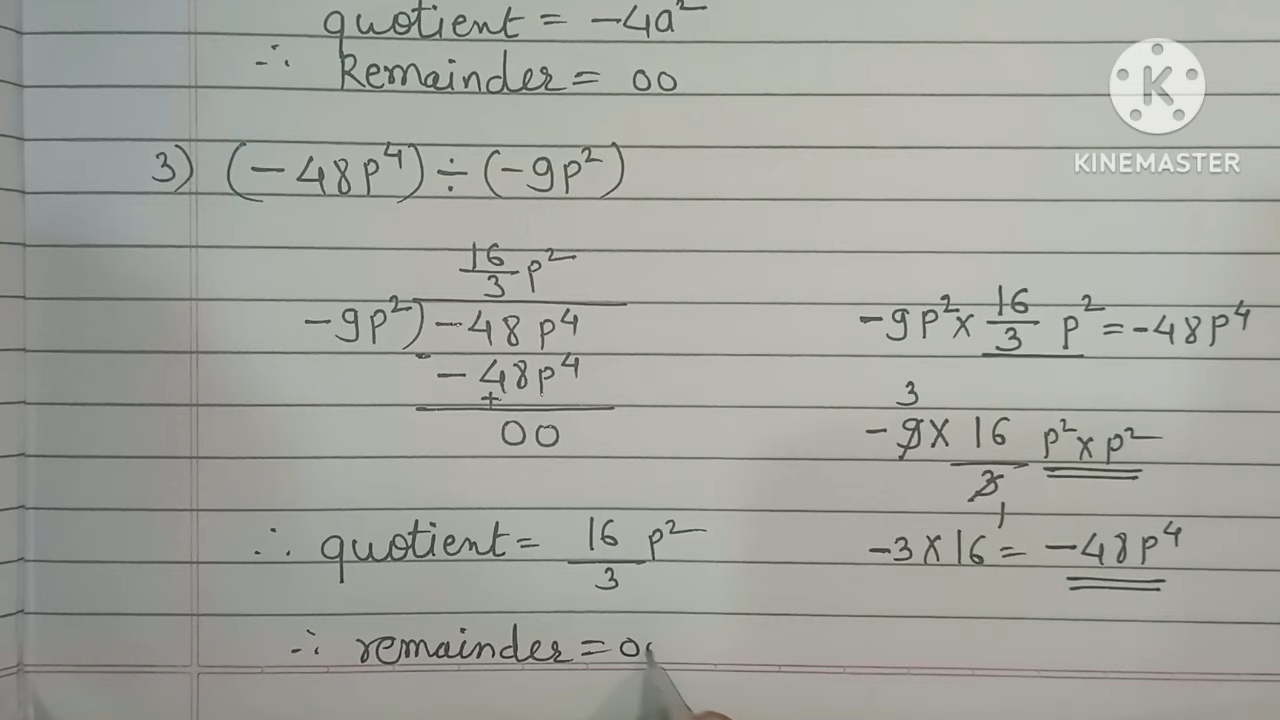 quotient = -4a²
∴ Remainder = 00
KINEMASTER
3) (-48p⁴) ÷ (-9p²)
16/3 p²
-9p²) -48p⁴
-9p² × 16/3 p² = -48p⁴
- 48p⁴
+
00
3
-9 × 16/3 p² × p²
1
∴ quotient = 16/3 p²
-3 × 16 = -48p⁴
∴ remainder = 00